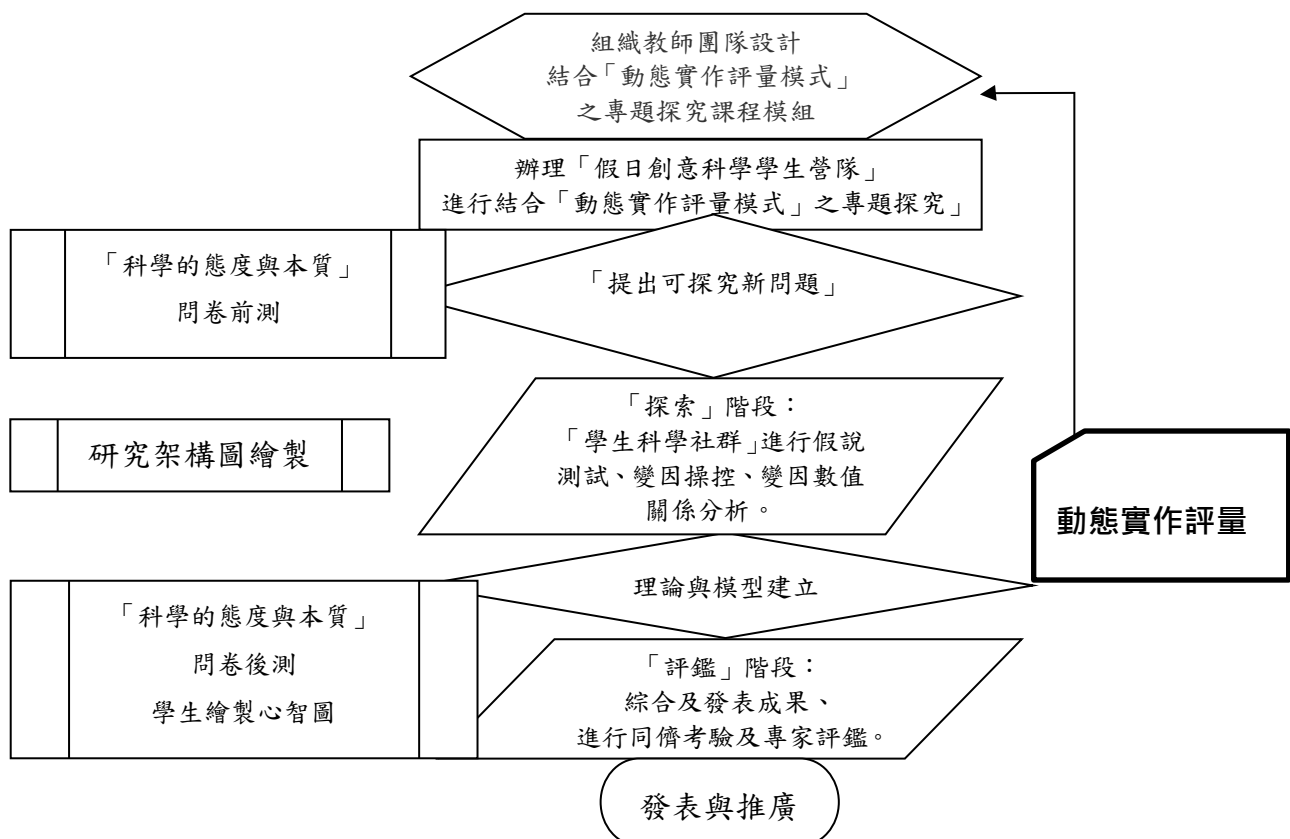 組織教師團隊設計
結合「動態實作評量模式」
之專題探究課程模組
辦理「假日創意科學學生營隊」
進行結合「動態實作評量模式」之專題探究」
「科學的態度與本質」
問卷前測
「提出可探究新問題」
「探索」階段：
「學生科學社群」進行假說
測試、變因操控、變因數值
關係分析。
研究架構圖繪製
動態實作評量
理論與模型建立
「科學的態度與本質」
問卷後測
學生繪製心智圖
「評鑑」階段：
綜合及發表成果、
進行同儕考驗及專家評鑑。
發表與推廣